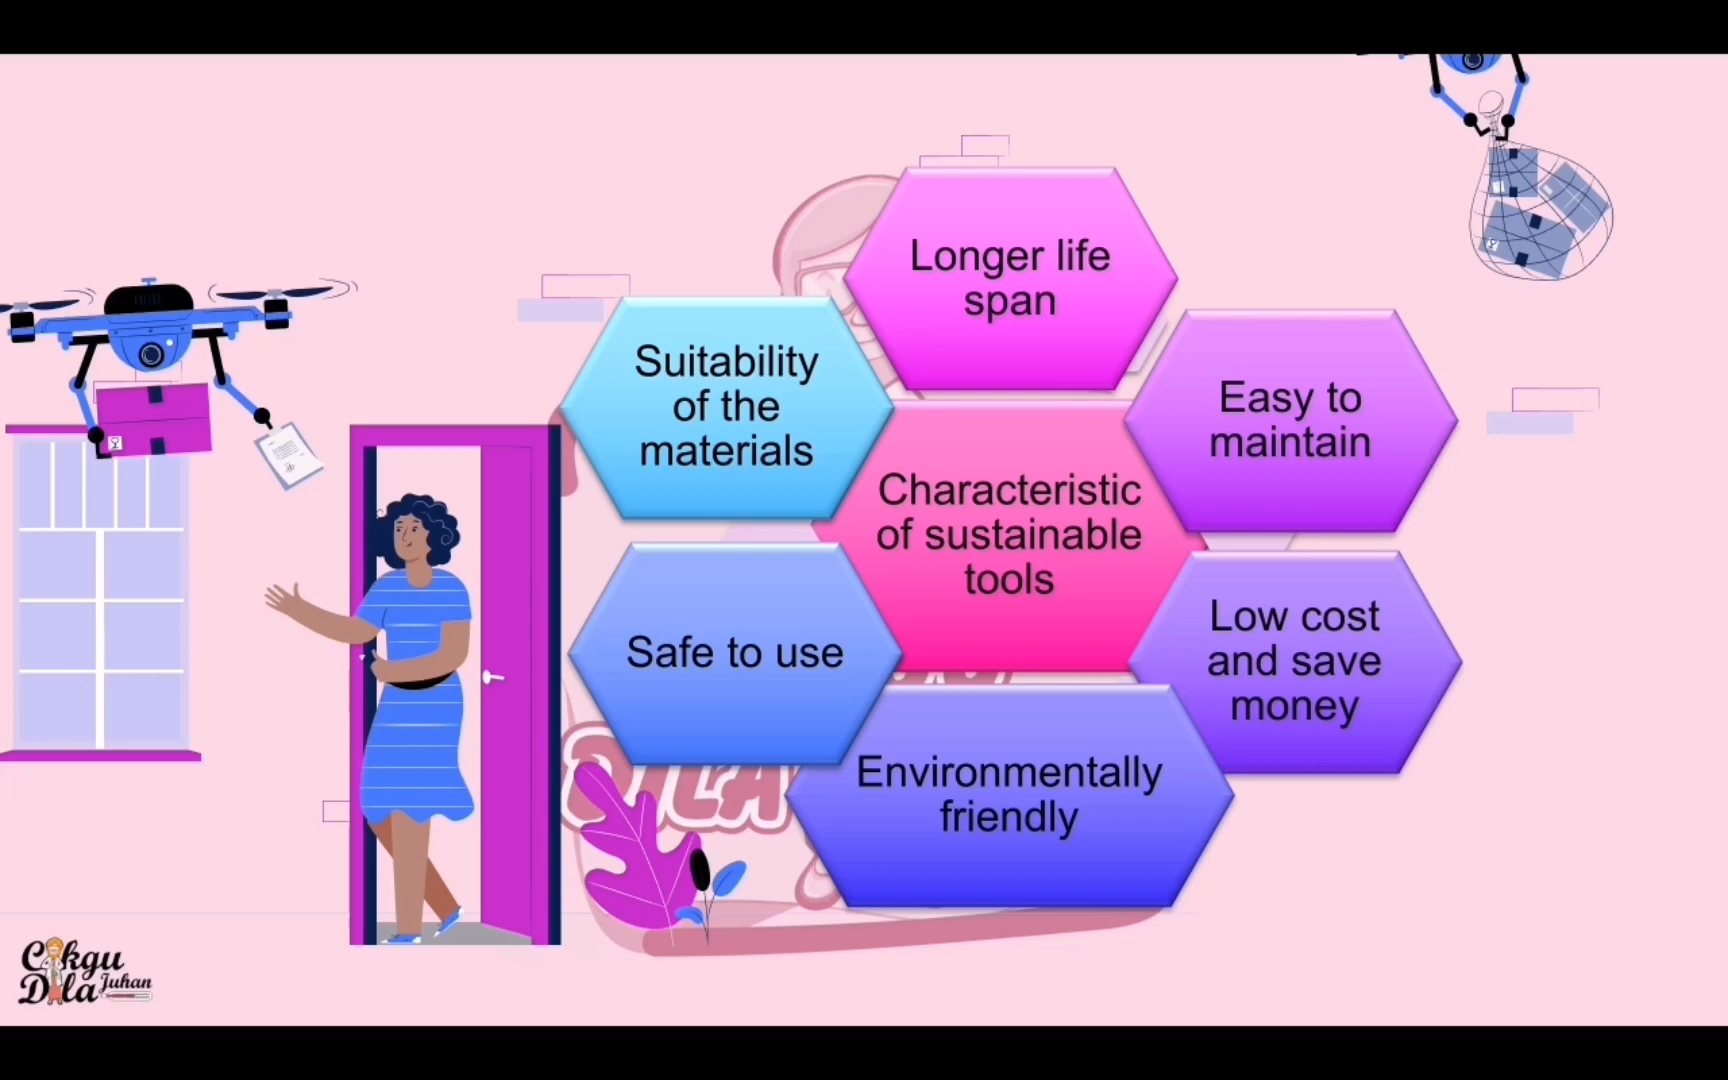 Longer life
span
Suitability
of the
materials
Easy to
maintain
Characteristic
of sustainable
tools
Safe to use
Low cost
and save
money
Environmentally
friendly
DILA
Cikgu
Dila Juhan